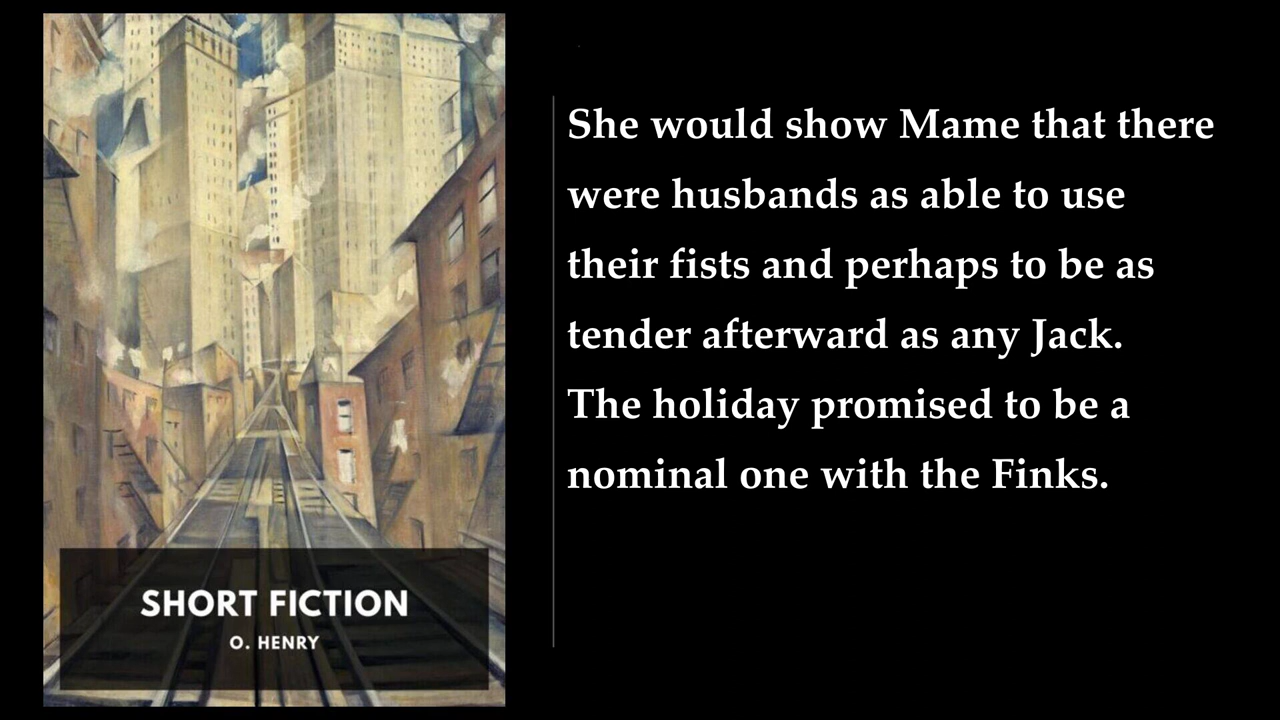 SHORT FICTION
O. HENRY
She would show Mame that there
were husbands as able to use
their fists and perhaps to be as
tender afterward as any Jack.
The holiday promised to be a
nominal one with the Finks.